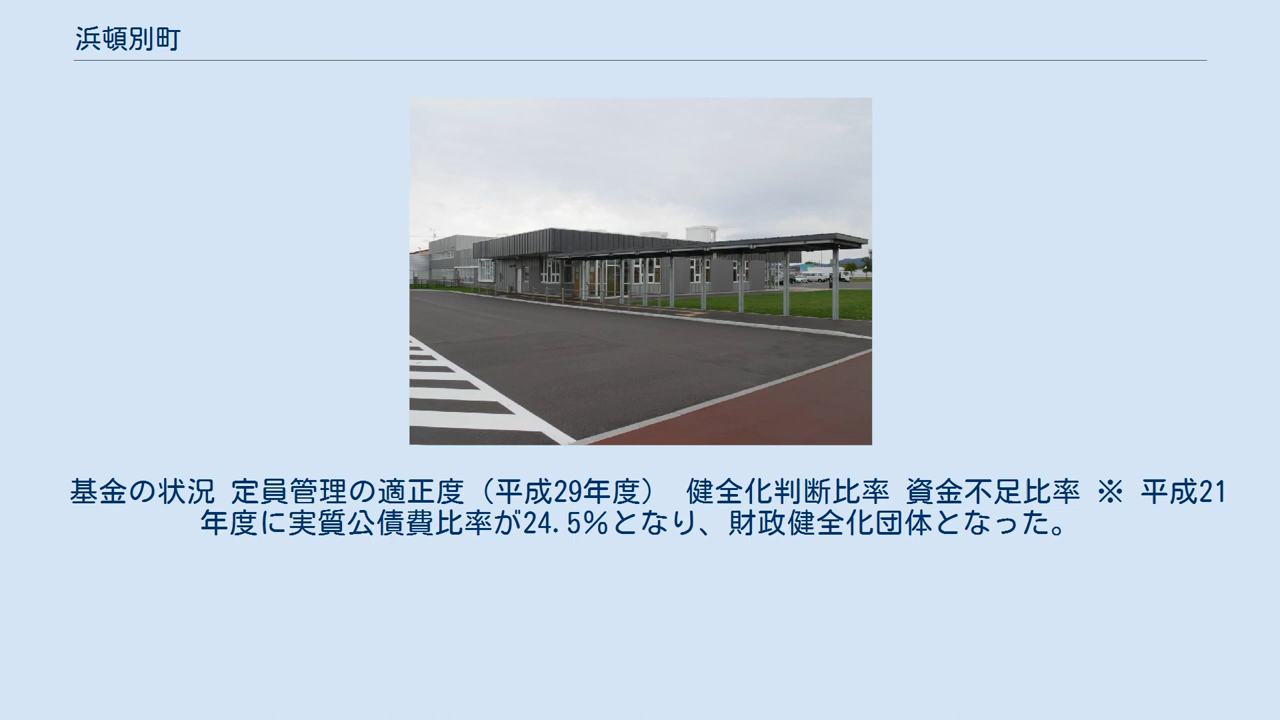 浜頓別町
基金の状況 定員管理の適正度（平成29年度） 健全化判断比率 資金不足比率 ※ 平成21
年度に実質公債費比率が24.5％となり、財政健全化団体となった。